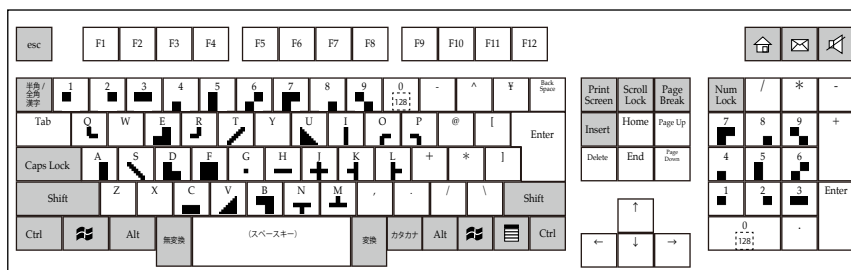 esc F1 F2 F3 F4 F5 F6 F7 F8 F9 F10 F11 F12
半角/全角 漢字 1 2 3 4 5 6 7 8 9 0 128 - ^ ¥ Back Space Print Screen Scroll Lock Page Break Num Lock / * -
Tab Q W E R T Y U I O P @ [ Enter Insert Home Page Up 7 8 9 +
Caps Lock A S D F G H J K L + * ] Delete End Page Down 4 5 6
Shift Z X C V B N M , . / \ Shift ↑ 1 2 3 Enter
Ctrl Alt 無変換 (スペースキー) 変換 カタカナ Alt Ctrl ← ↓ → 0 128 .